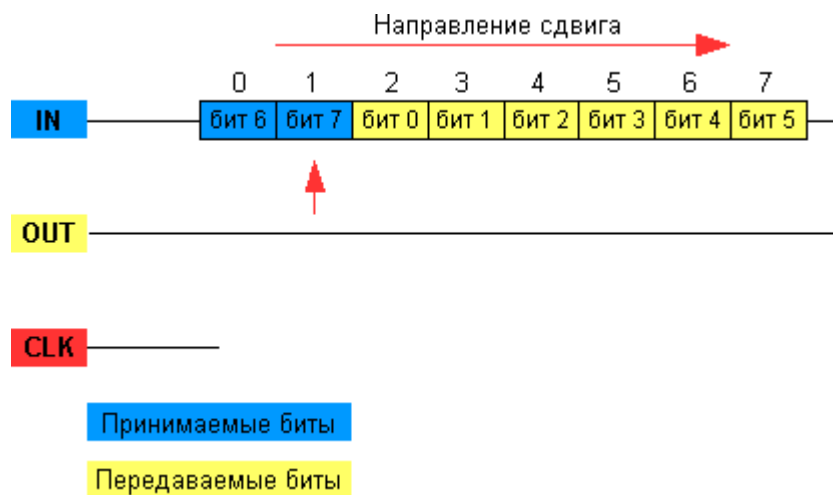 Направление сдвига
0 1 2 3 4 5 6 7
IN бит 6 бит 7 бит 0 бит 1 бит 2 бит 3 бит 4 бит 5
OUT
CLK
Принимаемые биты
Передаваемые биты